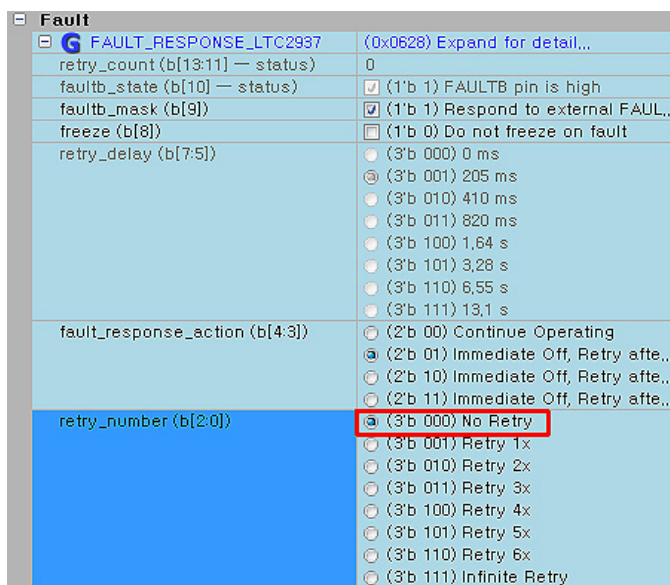 Fault
G FAULT_RESPONSE_LTC2937 (0x0628) Expand for detail...
retry_count (b[13:11] — status) 0
faultb_state (b[10] — status) (1'b 1) FAULTB pin is high
faultb_mask (b[9]) (1'b 1) Respond to external FAUL...
freeze (b[8]) (1'b 0) Do not freeze on fault
retry_delay (b[7:5]) (3'b 000) 0 ms
(3'b 001) 205 ms
(3'b 010) 410 ms
(3'b 011) 820 ms
(3'b 100) 1,64 s
(3'b 101) 3,28 s
(3'b 110) 6,55 s
(3'b 111) 13,1 s
fault_response_action (b[4:3]) (2'b 00) Continue Operating
(2'b 01) Immediate Off, Retry afte...
(2'b 10) Immediate Off, Retry afte...
(2'b 11) Immediate Off, Retry afte...
retry_number (b[2:0]) (3'b 000) No Retry
(3'b 001) Retry 1x
(3'b 010) Retry 2x
(3'b 011) Retry 3x
(3'b 100) Retry 4x
(3'b 101) Retry 5x
(3'b 110) Retry 6x
(3'b 111) Infinite Retry